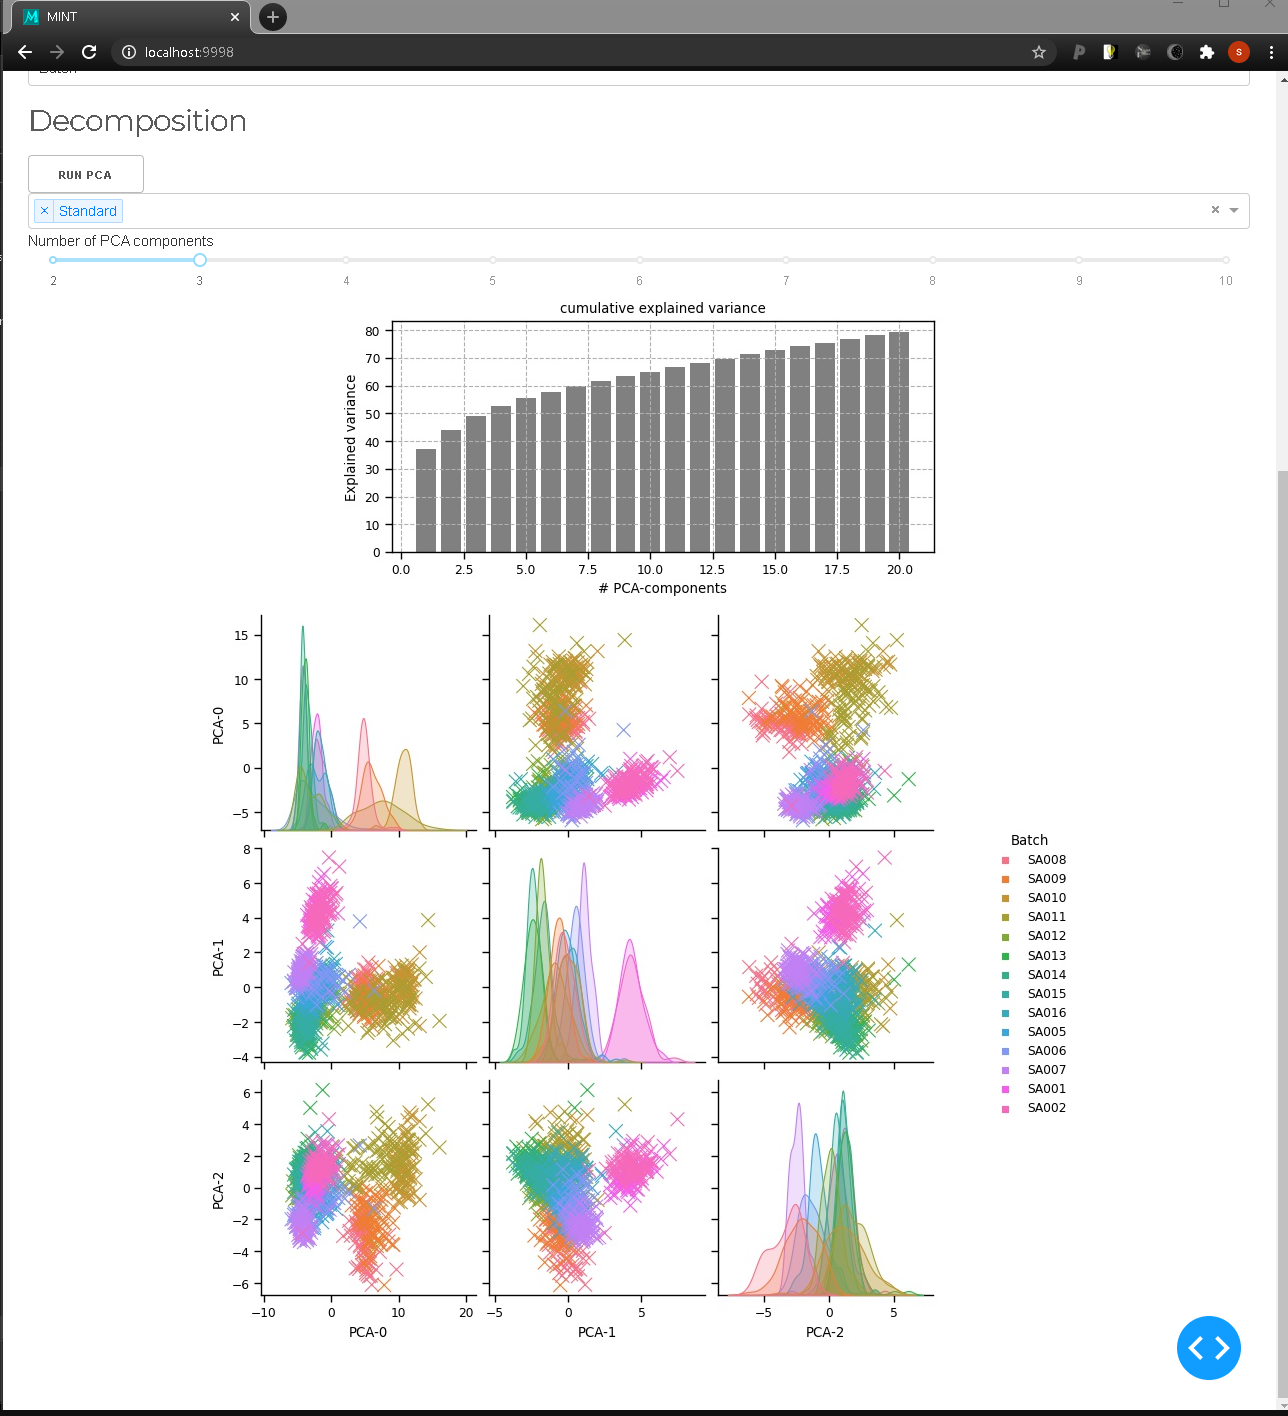 MINT
localhost:9998
S
Batch
Decomposition
RUN PCA
× Standard
Number of PCA components
2 3 4 5 6 7 8 9 10
cumulative explained variance
80
70
60
50
40
30
20
10
0
Explained variance
0.0 2.5 5.0 7.5 10.0 12.5 15.0 17.5 20.0
# PCA-components
15
10
5
0
−5
PCA-0
8
6
4
2
0
−2
−4
PCA-1
6
4
2
0
−2
−4
−6
PCA-2
−10 0 10 20
−5 0 5
−5 0 5
PCA-0
PCA-1
PCA-2
Batch
SA008
SA009
SA010
SA011
SA012
SA013
SA014
SA015
SA016
SA005
SA006
SA007
SA001
SA002